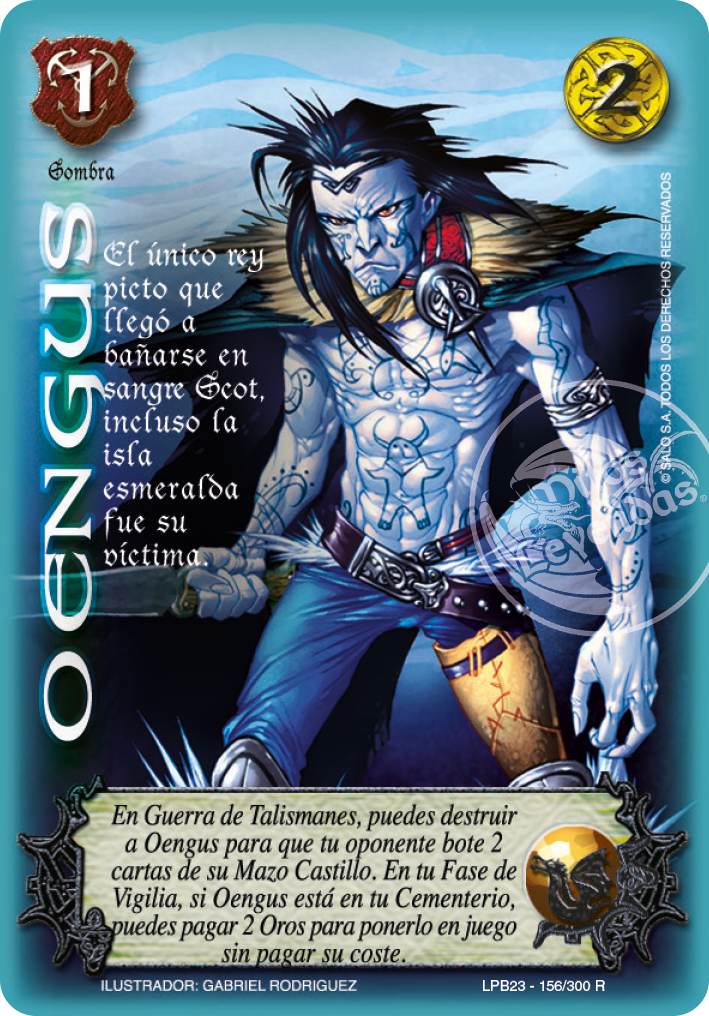 1
2
Sombra
OENGUS
El único rey
picto que
llegó a
bañarse en
sangre Scot,
incluso la
isla
esmeralda
fue su
víctima.
© SALO S.A. TODOS LOS DERECHOS RESERVADOS
Mitos
y Leyendas®
En Guerra de Talismanes, puedes destruir
a Oengus para que tu oponente bote 2
cartas de su Mazo Castillo. En tu Fase de
Vigilia, si Oengus está en tu Cementerio,
puedes pagar 2 Oros para ponerlo en juego
sin pagar su coste.
ILUSTRADOR: GABRIEL RODRIGUEZ
LPB23 - 156/300 R